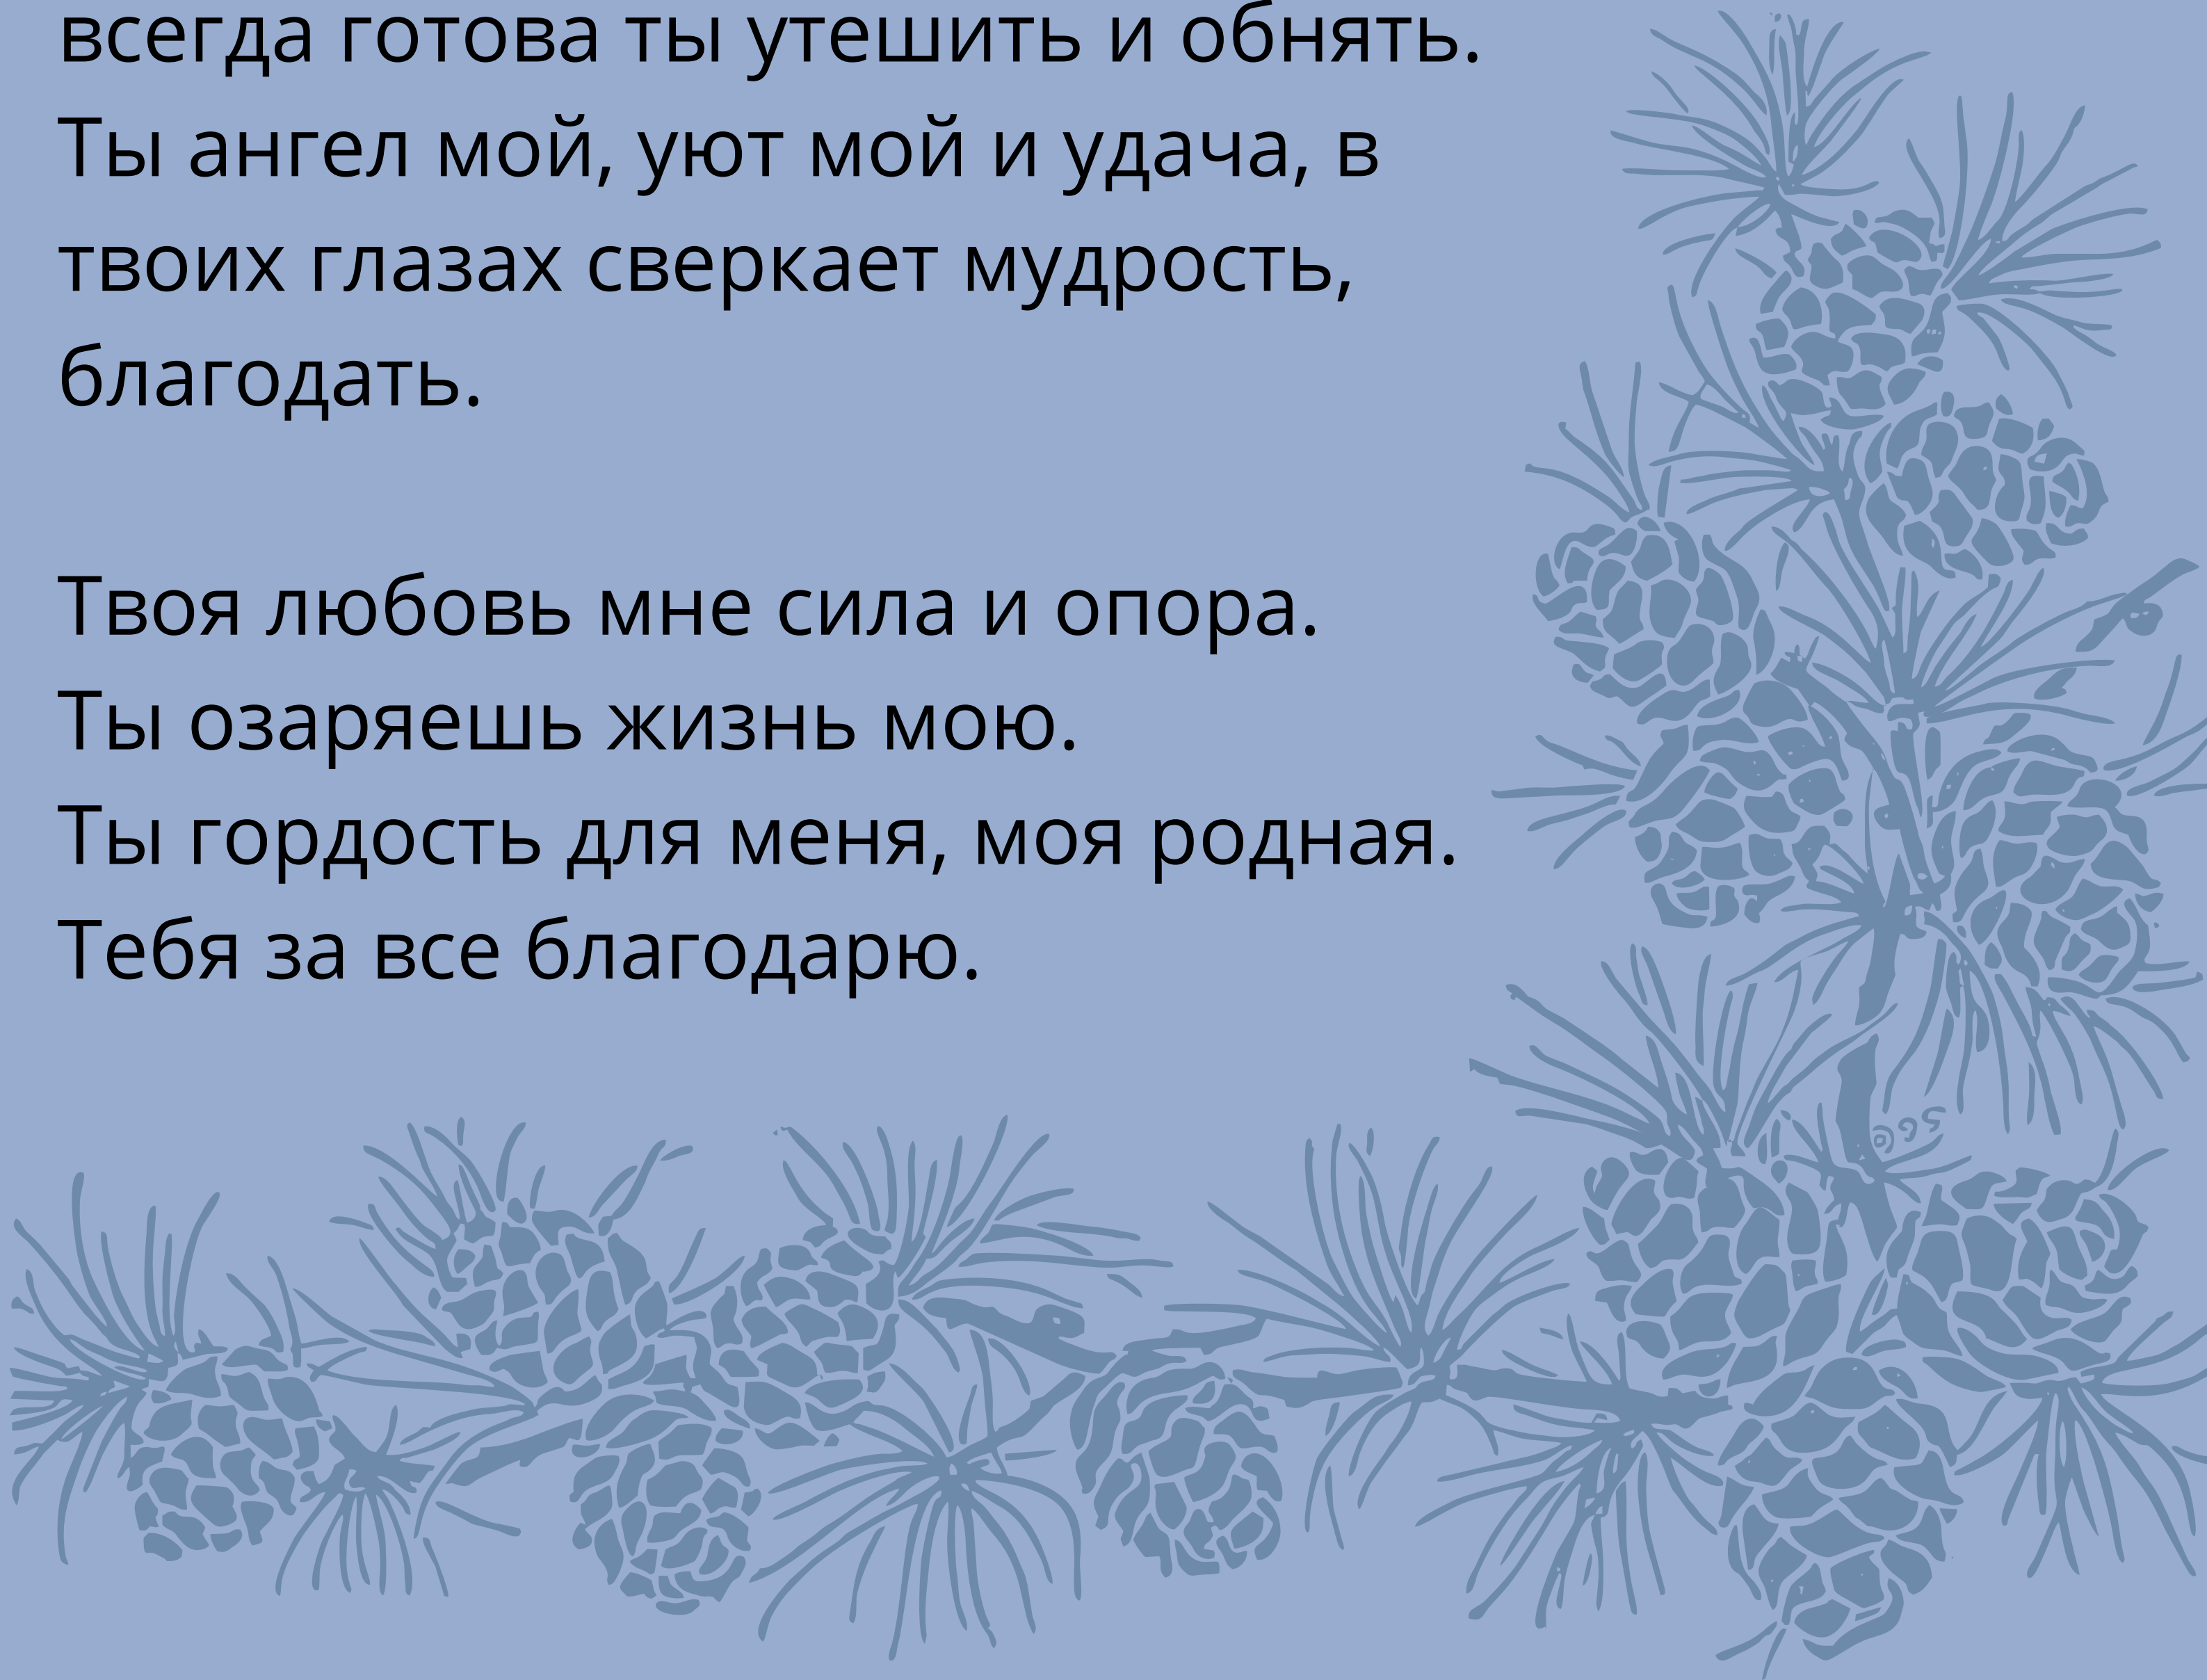 всегда готова ты утешить и обнять.
Ты ангел мой, уют мой и удача, в
твоих глазах сверкает мудрость,
благодать.
Твоя любовь мне сила и опора.
Ты озаряешь жизнь мою.
Ты гордость для меня, моя родная.
Тебя за все благодарю.